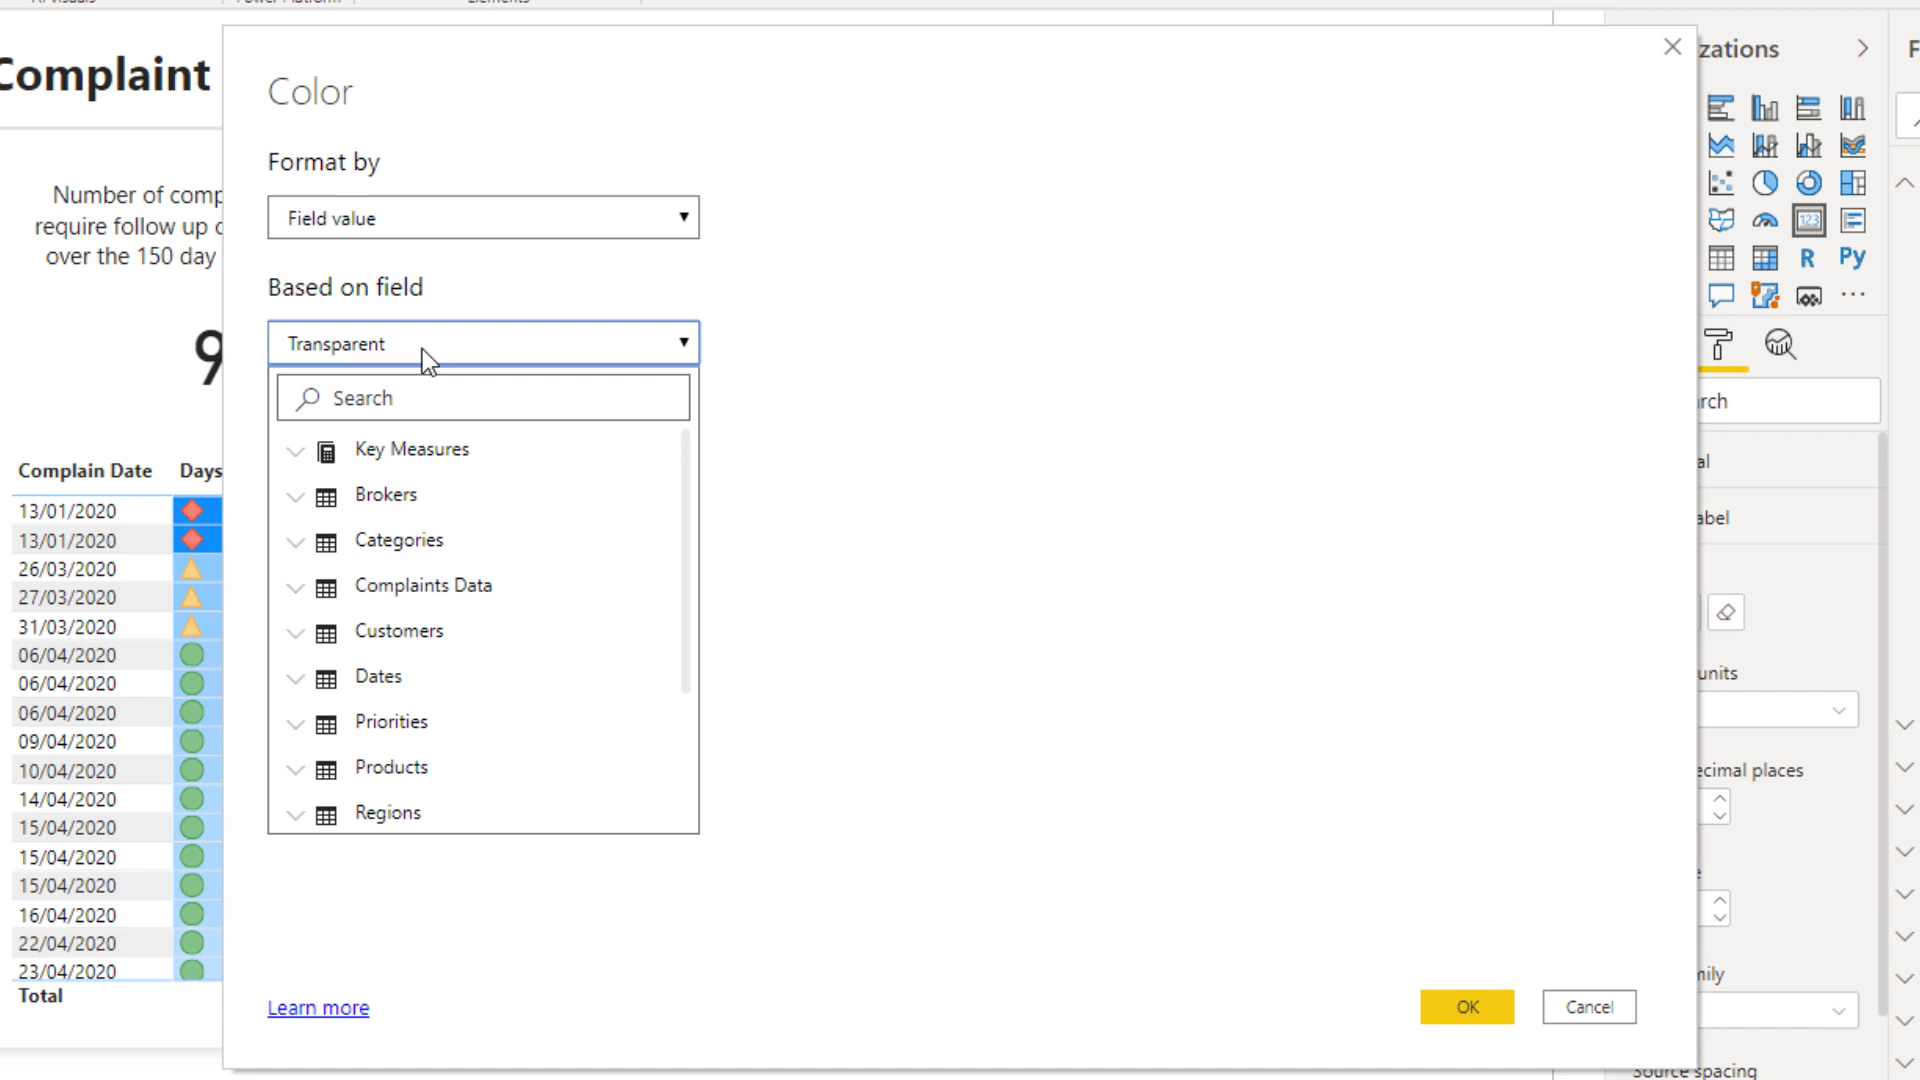 Complaint
Number of comp
require follow up o
over the 150 day
9
Complain Date Days
13/01/2020
13/01/2020
26/03/2020
27/03/2020
31/03/2020
06/04/2020
06/04/2020
06/04/2020
09/04/2020
10/04/2020
14/04/2020
15/04/2020
15/04/2020
15/04/2020
16/04/2020
22/04/2020
23/04/2020
Total
Color
Format by
Field value
Based on field
Transparent
Search
Key Measures
Brokers
Categories
Complaints Data
Customers
Dates
Priorities
Products
Regions
Learn more
OK
Cancel
zations
F
123
R
Py
rch
al
abel
units
ecimal places
e
mily
Source spacing